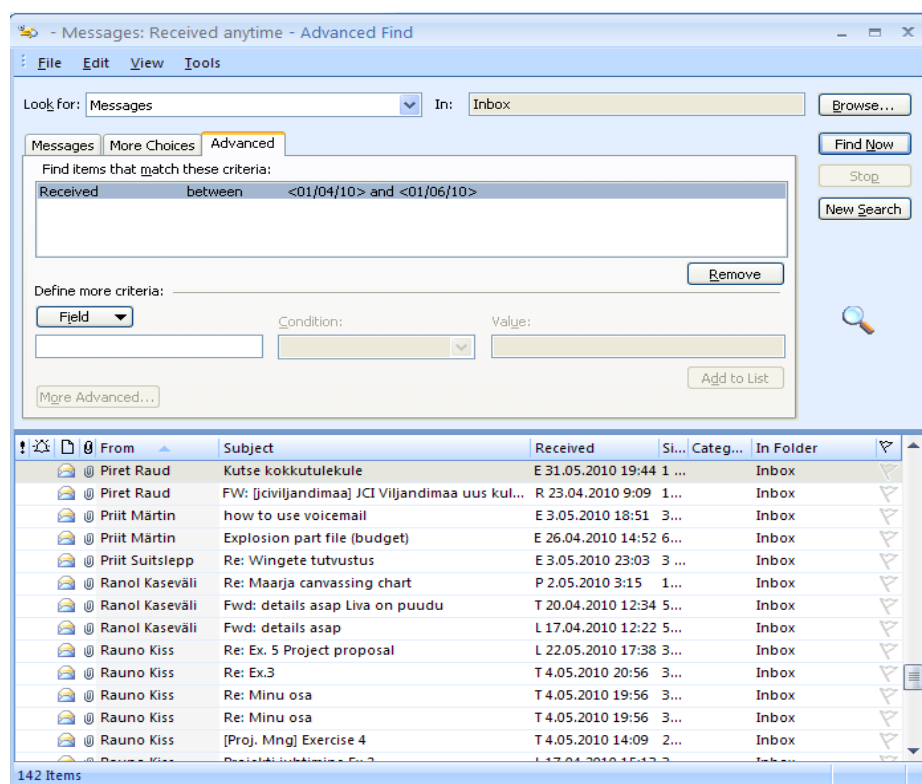 - Messages: Received anytime - Advanced Find
File Edit View Tools
Look for: Messages In: Inbox Browse...
Messages More Choices Advanced Find Now
Find items that match these criteria:
Stop
Received between <01/04/10> and <01/06/10>
New Search
Remove
Define more criteria:
Field Condition: Value:
Add to List
More Advanced...
! From Subject Received Si... Categ... In Folder
Piret Raud Kutse kokkutulekule E 31.05.2010 19:44 1 ... Inbox
Piret Raud FW: [jciviljandimaa] JCI Viljandimaa uus kul... R 23.04.2010 9:09 1... Inbox
Priit Märtin how to use voicemail E 3.05.2010 18:51 3... Inbox
Priit Märtin Explosion part file (budget) E 26.04.2010 14:52 6... Inbox
Priit Suitslepp Re: Wingete tutvustus E 3.05.2010 23:03 3 ... Inbox
Ranol Kaseväli Re: Maarja canvassing chart P 2.05.2010 3:15 1... Inbox
Ranol Kaseväli Fwd: details asap Liva on puudu T 20.04.2010 12:34 5... Inbox
Ranol Kaseväli Fwd: details asap L 17.04.2010 12:22 5... Inbox
Rauno Kiss Re: Ex. 5 Project proposal L 22.05.2010 17:38 3... Inbox
Rauno Kiss Re: Ex.3 T 4.05.2010 20:56 3... Inbox
Rauno Kiss Re: Minu osa T 4.05.2010 19:56 3... Inbox
Rauno Kiss Re: Minu osa T 4.05.2010 19:56 3... Inbox
Rauno Kiss [Proj. Mng] Exercise 4 T 4.05.2010 14:09 2... Inbox
142 Items